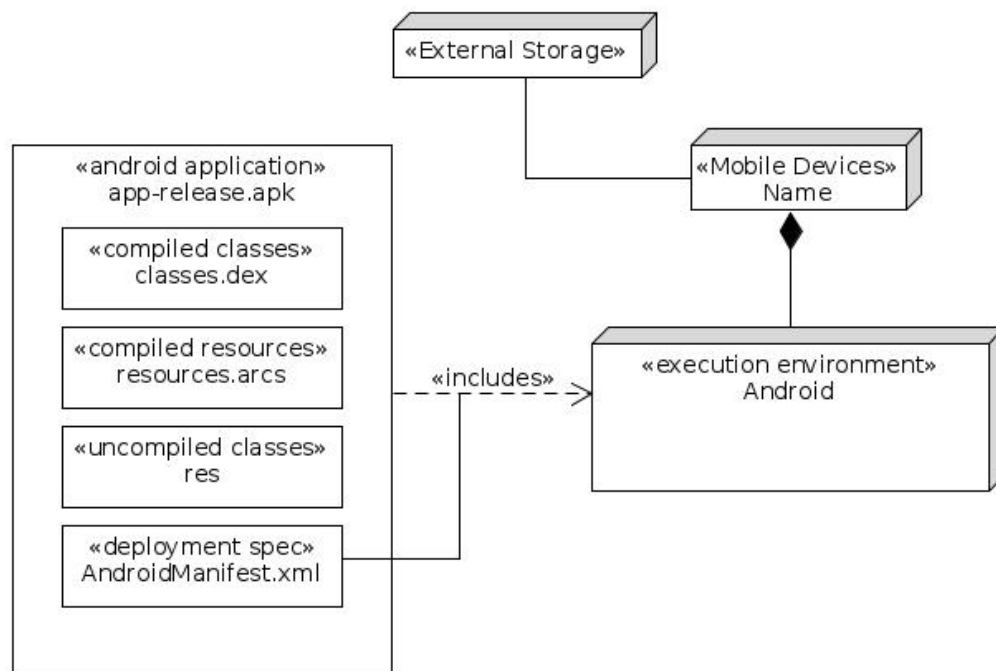 «External Storage»
«Mobile Devices»
Name
«android application»
app-release.apk
«compiled classes»
classes.dex
«compiled resources»
resources.arcs
«uncompiled classes»
res
«deployment spec»
AndroidManifest.xml
«includes»
«execution environment»
Android